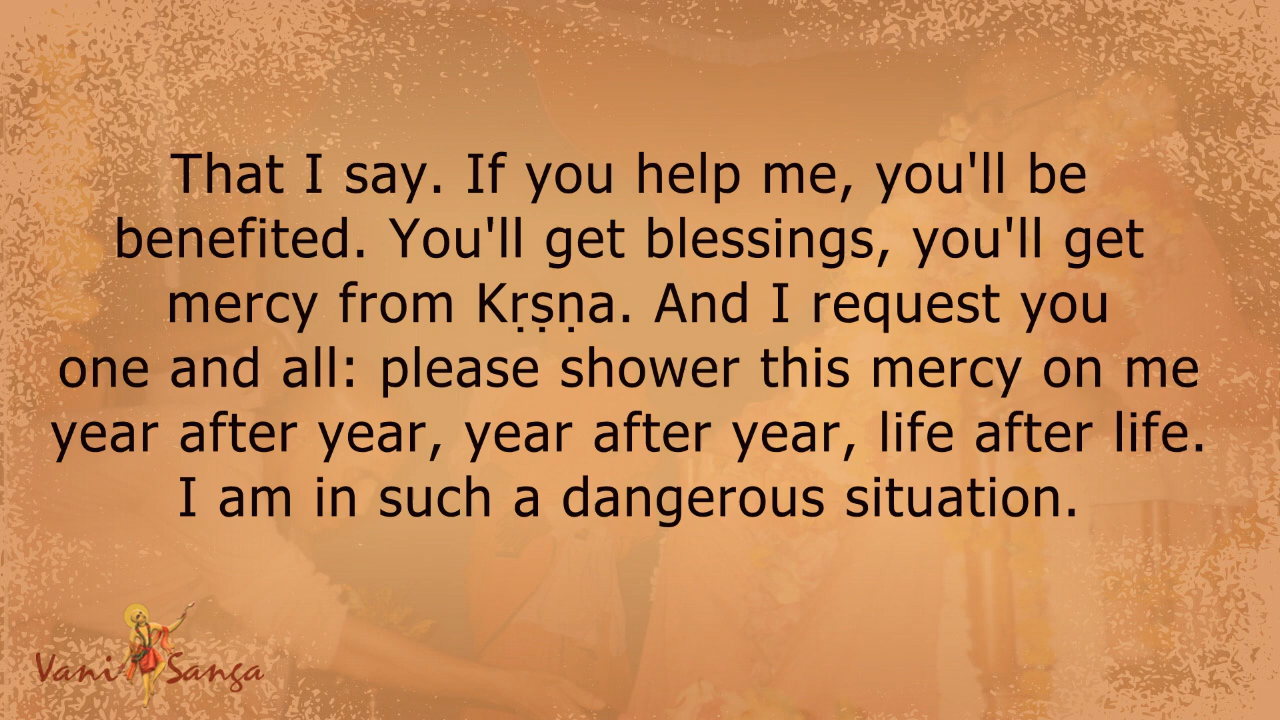 That I say. If you help me, you'll be
benefited. You'll get blessings, you'll get
mercy from Kṛṣṇa. And I request you
one and all: please shower this mercy on me
year after year, year after year, life after life.
I am in such a dangerous situation.
Vani Sanga